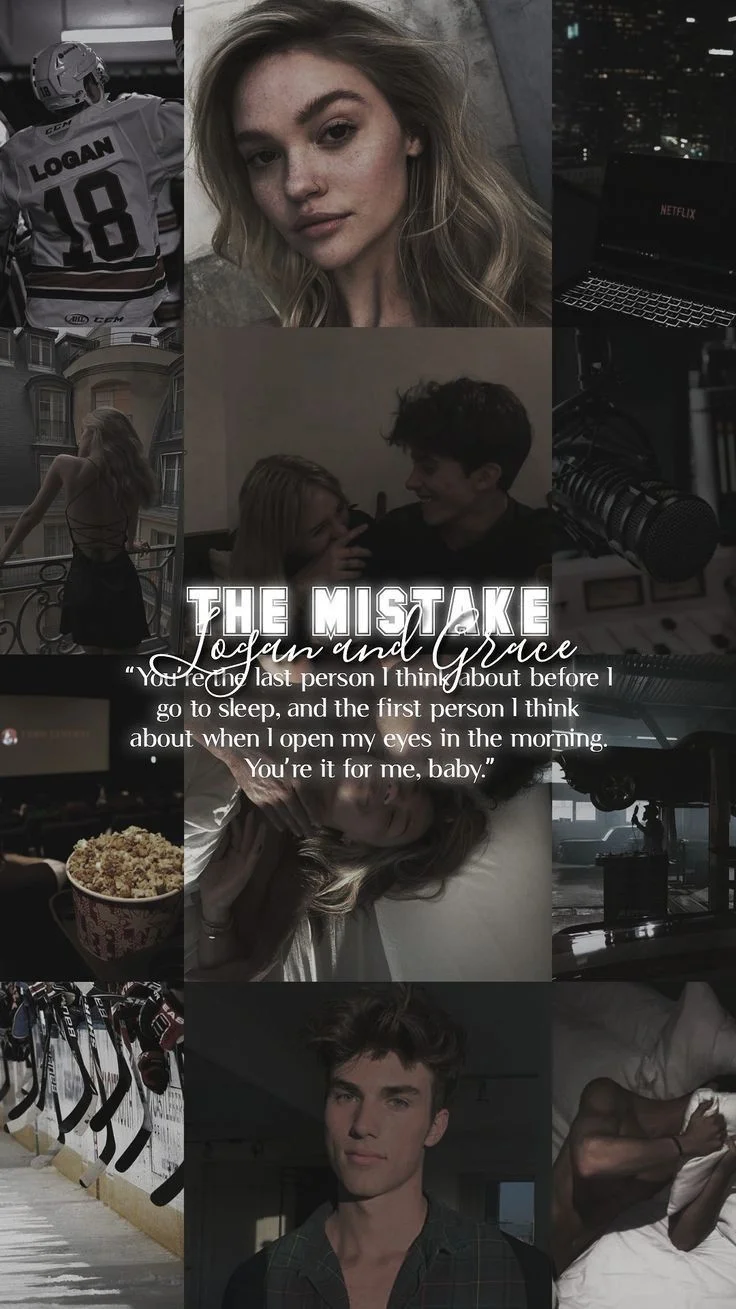 CCM
LOGAN
18
CCM
NETFLIX
THE MISTAKE
Logan and Grace
“You're the last person I think about before I
go to sleep, and the first person I think
about when I open my eyes in the morning.
You're it for me, baby.”